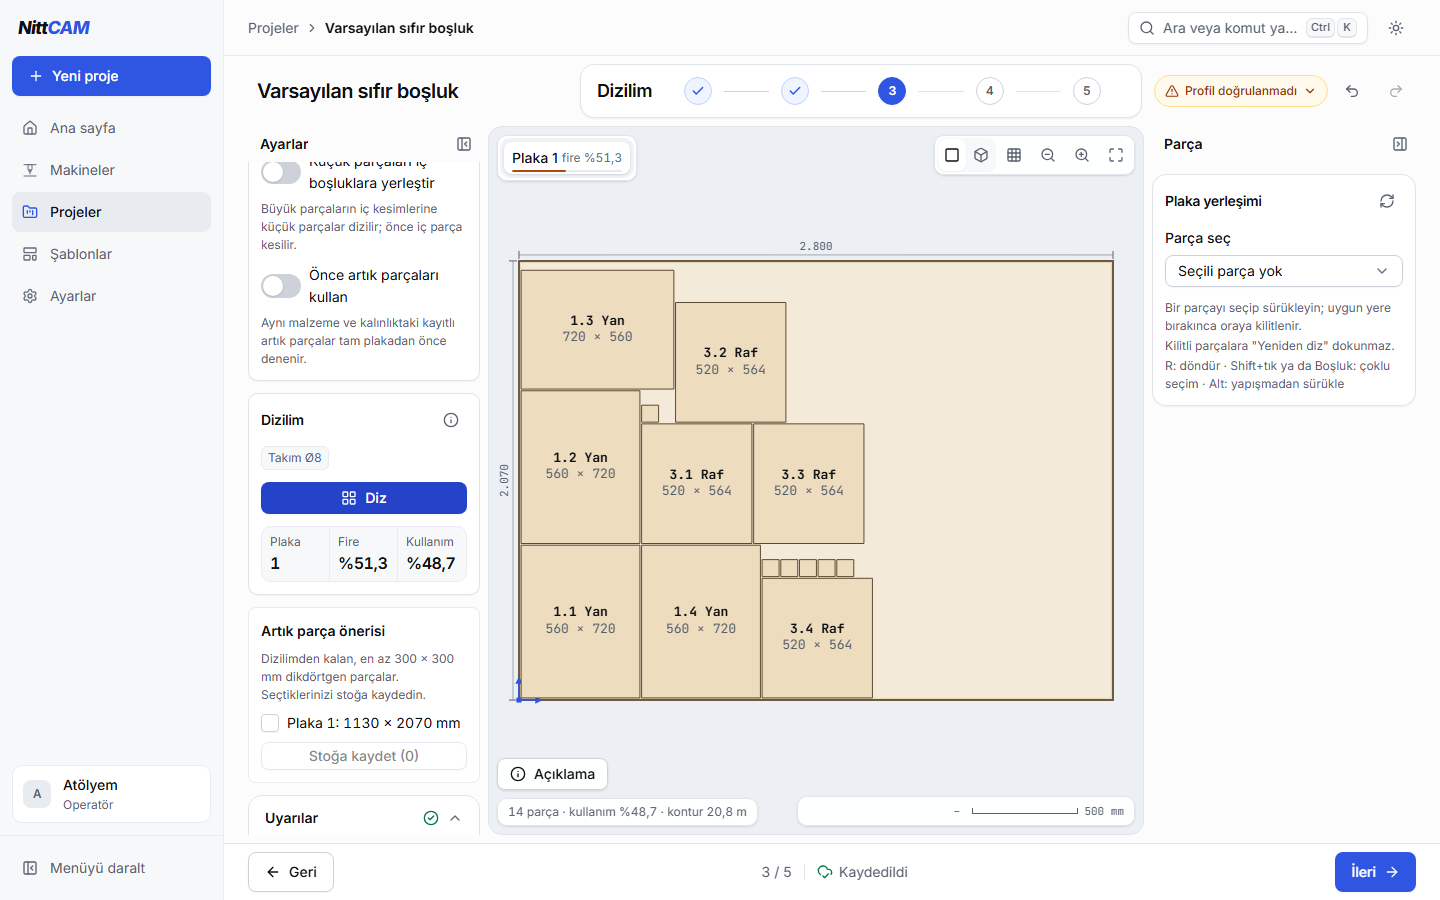 NittCAM
Yeni proje
Ana sayfa
Makineler
Projeler
Şablonlar
Ayarlar
A
Atölyem
Operatör
Menüyü daralt
Projeler > Varsayılan sıfır boşluk
Ara veya komut ya...
Ctrl K
Varsayılan sıfır boşluk
Dizilim
3
4
5
Profil doğrulanmadı
Ayarlar
Küçük parçaları iç
boşluklara yerleştir
Büyük parçaların iç kesimlerine
küçük parçalar dizilir; önce iç parça
kesilir.
Önce artık parçaları
kullan
Aynı malzeme ve kalınlıktaki kayıtlı
artık parçalar tam plakadan önce
denenir.
Dizilim
Takım Ø8
Diz
Plaka Fire Kullanım
1 %51,3 %48,7
Artık parça önerisi
Dizilimden kalan, en az 300 × 300
mm dikdörtgen parçalar.
Seçtiklerinizi stoğa kaydedin.
Plaka 1: 1130 × 2070 mm
Stoğa kaydet (0)
Uyarılar
Plaka 1 fire %51,3
2.800
2.070
1.3 Yan
720 × 560
3.2 Raf
520 × 564
1.2 Yan
560 × 720
3.1 Raf
520 × 564
3.3 Raf
520 × 564
1.1 Yan
560 × 720
1.4 Yan
560 × 720
3.4 Raf
520 × 564
Açıklama
14 parça · kullanım %48,7 · kontur 20,8 m
– 500 mm
Parça
Plaka yerleşimi
Parça seç
Seçili parça yok
Bir parçayı seçip sürükleyin; uygun yere
bırakınca oraya kilitlenir.
Kilitli parçalara "Yeniden diz" dokunmaz.
R: döndür · Shift+tık ya da Boşluk: çoklu
seçim · Alt: yapışmadan sürükle
Geri
3 / 5
Kaydedildi
İleri